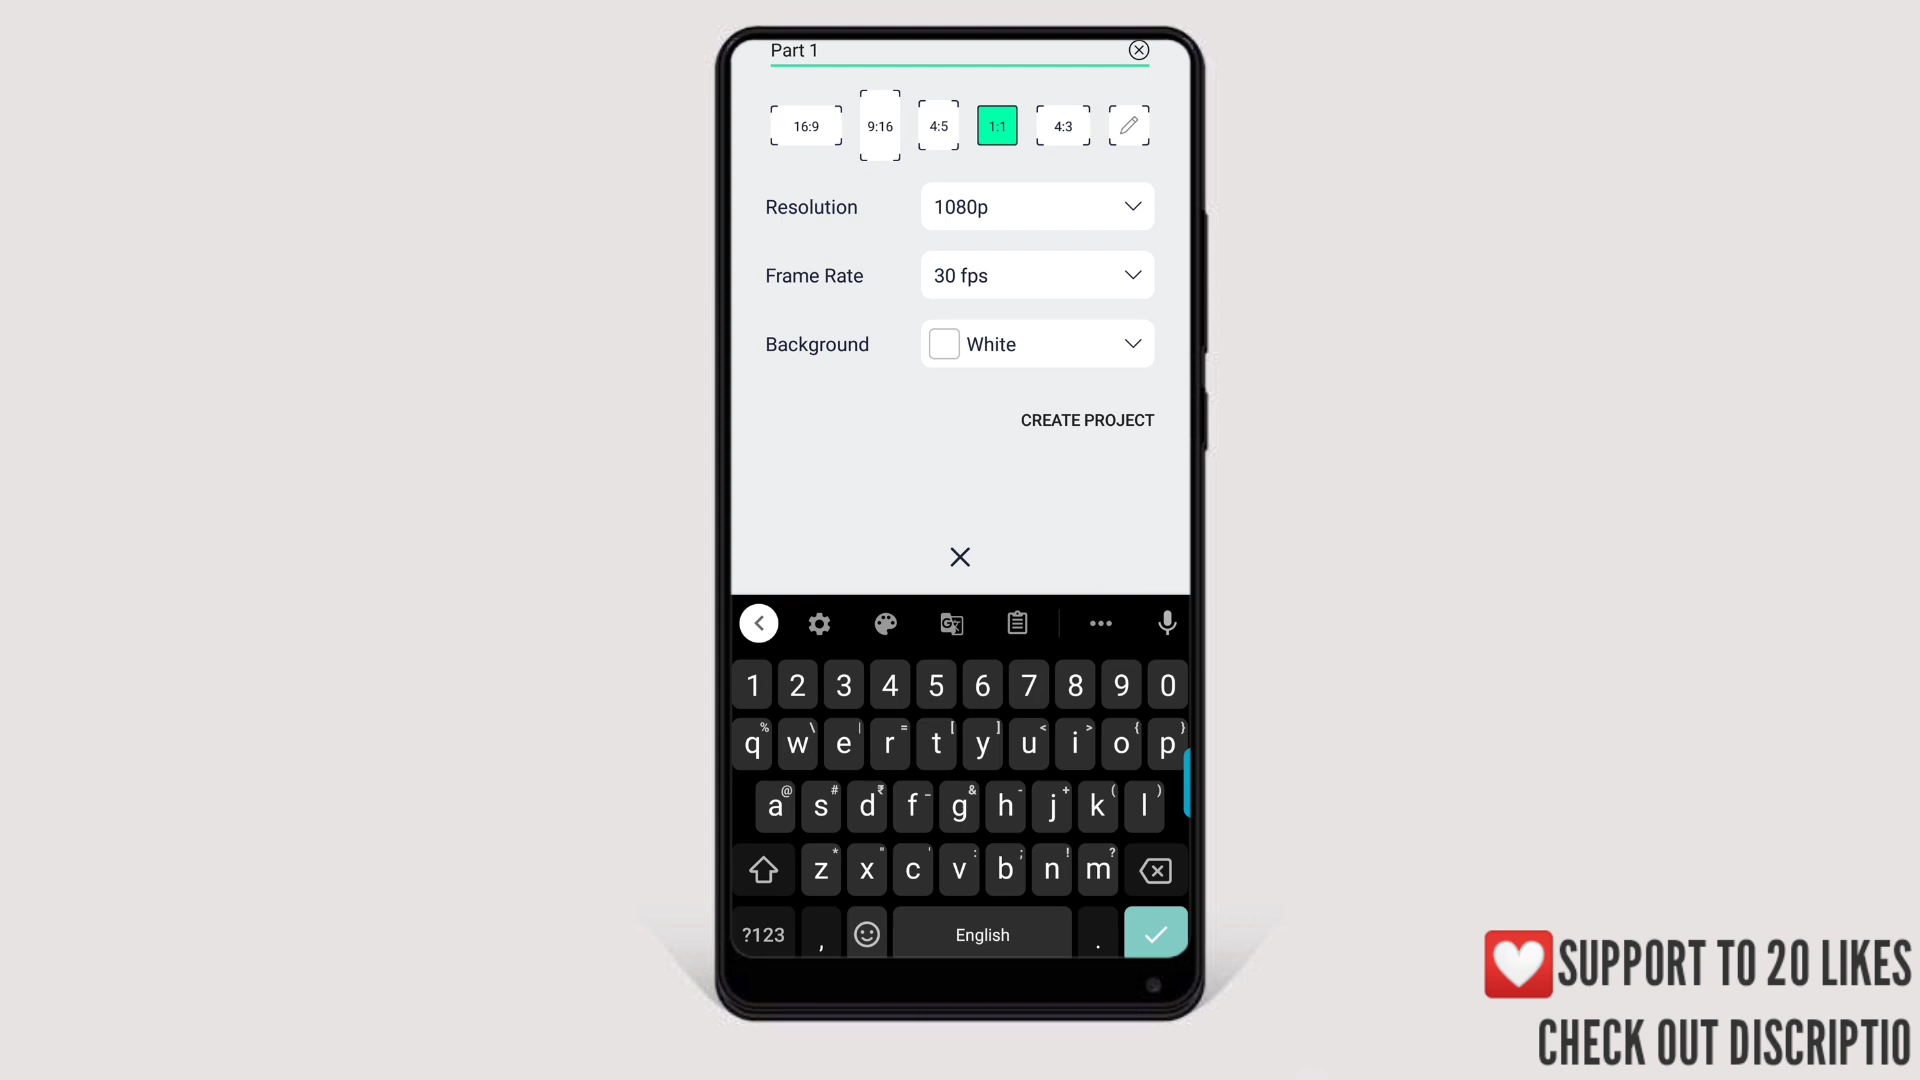 Part 1
16:9 9:16 4:5 1:1 4:3
Resolution 1080p
Frame Rate 30 fps
Background White
CREATE PROJECT
1 2 3 4 5 6 7 8 9 0
% \ | = [ ] < > { }
q w e r t y u i o p
@ # ₹ _ & - + ( )
a s d f g h j k l
* " ' : ; ! ?
z x c v b n m
?123 , English .
SUPPORT TO 20 LIKES
CHECK OUT DISCRIPTIO